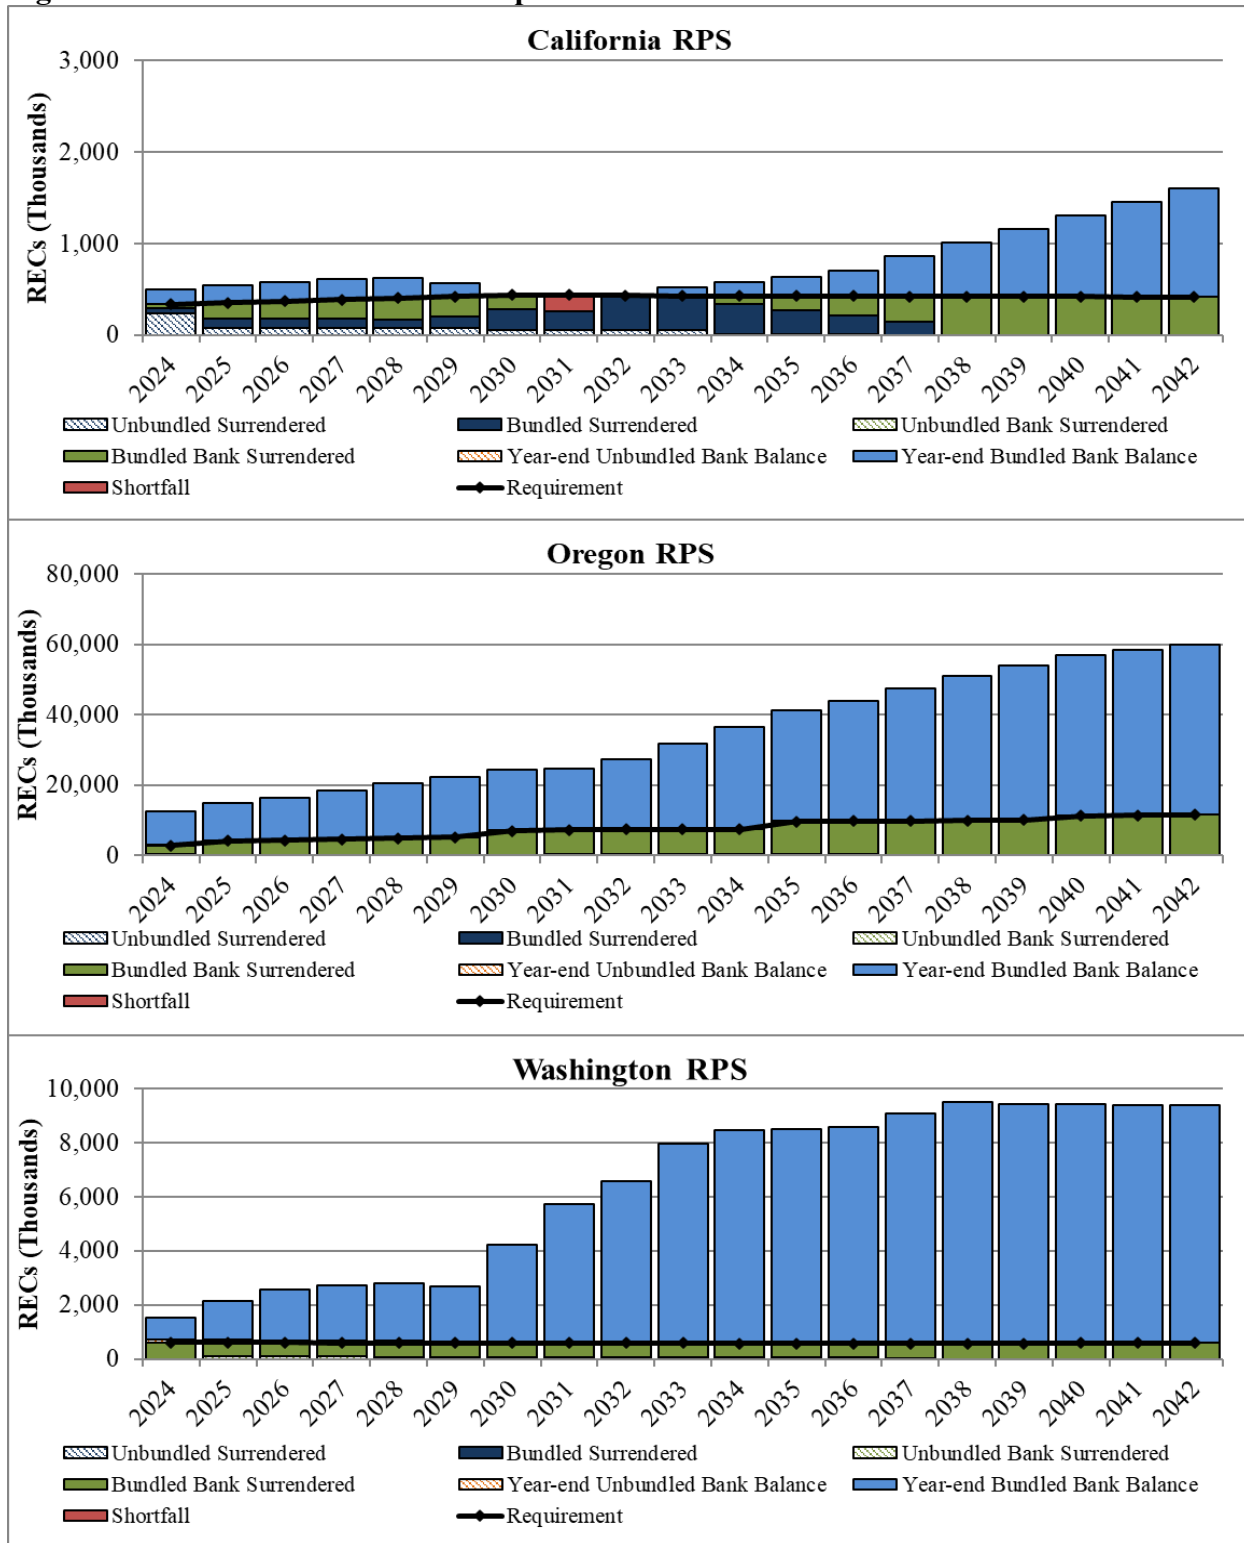 California RPS
RECs (Thousands)
3,000
2,000
1,000
0
2024 2025 2026 2027 2028 2029 2030 2031 2032 2033 2034 2035 2036 2037 2038 2039 2040 2041 2042
Unbundled Surrendered Bundled Surrendered Unbundled Bank Surrendered
Bundled Bank Surrendered Year-end Unbundled Bank Balance Year-end Bundled Bank Balance
Shortfall Requirement
Oregon RPS
RECs (Thousands)
80,000
60,000
40,000
20,000
0
2024 2025 2026 2027 2028 2029 2030 2031 2032 2033 2034 2035 2036 2037 2038 2039 2040 2041 2042
Unbundled Surrendered Bundled Surrendered Unbundled Bank Surrendered
Bundled Bank Surrendered Year-end Unbundled Bank Balance Year-end Bundled Bank Balance
Shortfall Requirement
Washington RPS
RECs (Thousands)
10,000
8,000
6,000
4,000
2,000
0
2024 2025 2026 2027 2028 2029 2030 2031 2032 2033 2034 2035 2036 2037 2038 2039 2040 2041 2042
Unbundled Surrendered Bundled Surrendered Unbundled Bank Surrendered
Bundled Bank Surrendered Year-end Unbundled Bank Balance Year-end Bundled Bank Balance
Shortfall Requirement